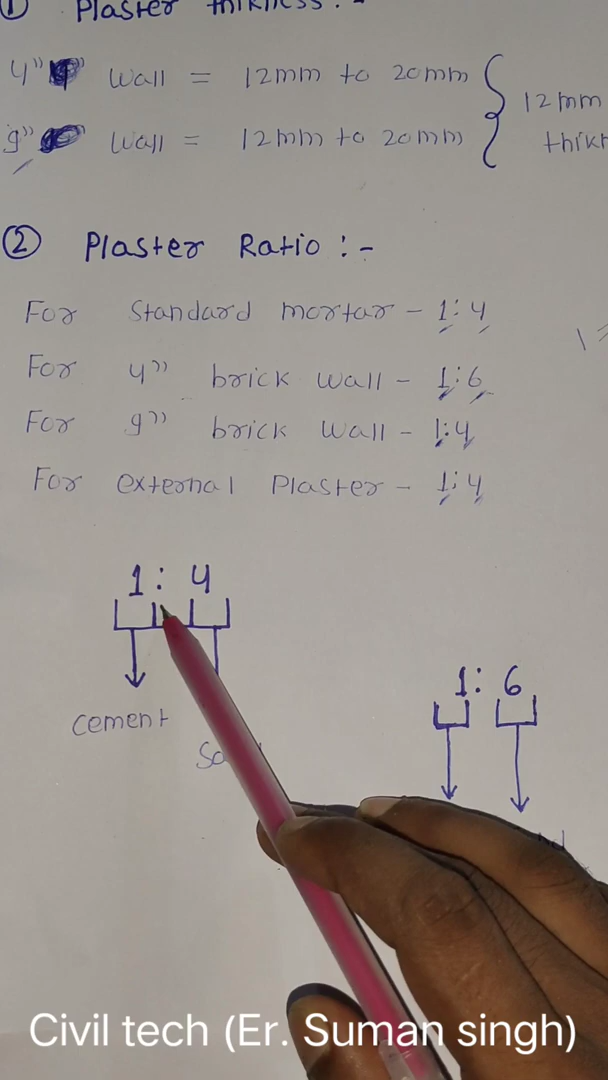 ① Plaster thikness :-
4" Wall = 12mm to 20mm
9" Wall = 12mm to 20mm
12mm
② Plaster Ratio :-
For Standard mortar - 1:4
For 4" brick wall - 1:6
For 9" brick wall - 1:4
For external Plaster - 1:4
1 : 4
cement
1 : 6
Civil tech (Er. Suman singh)